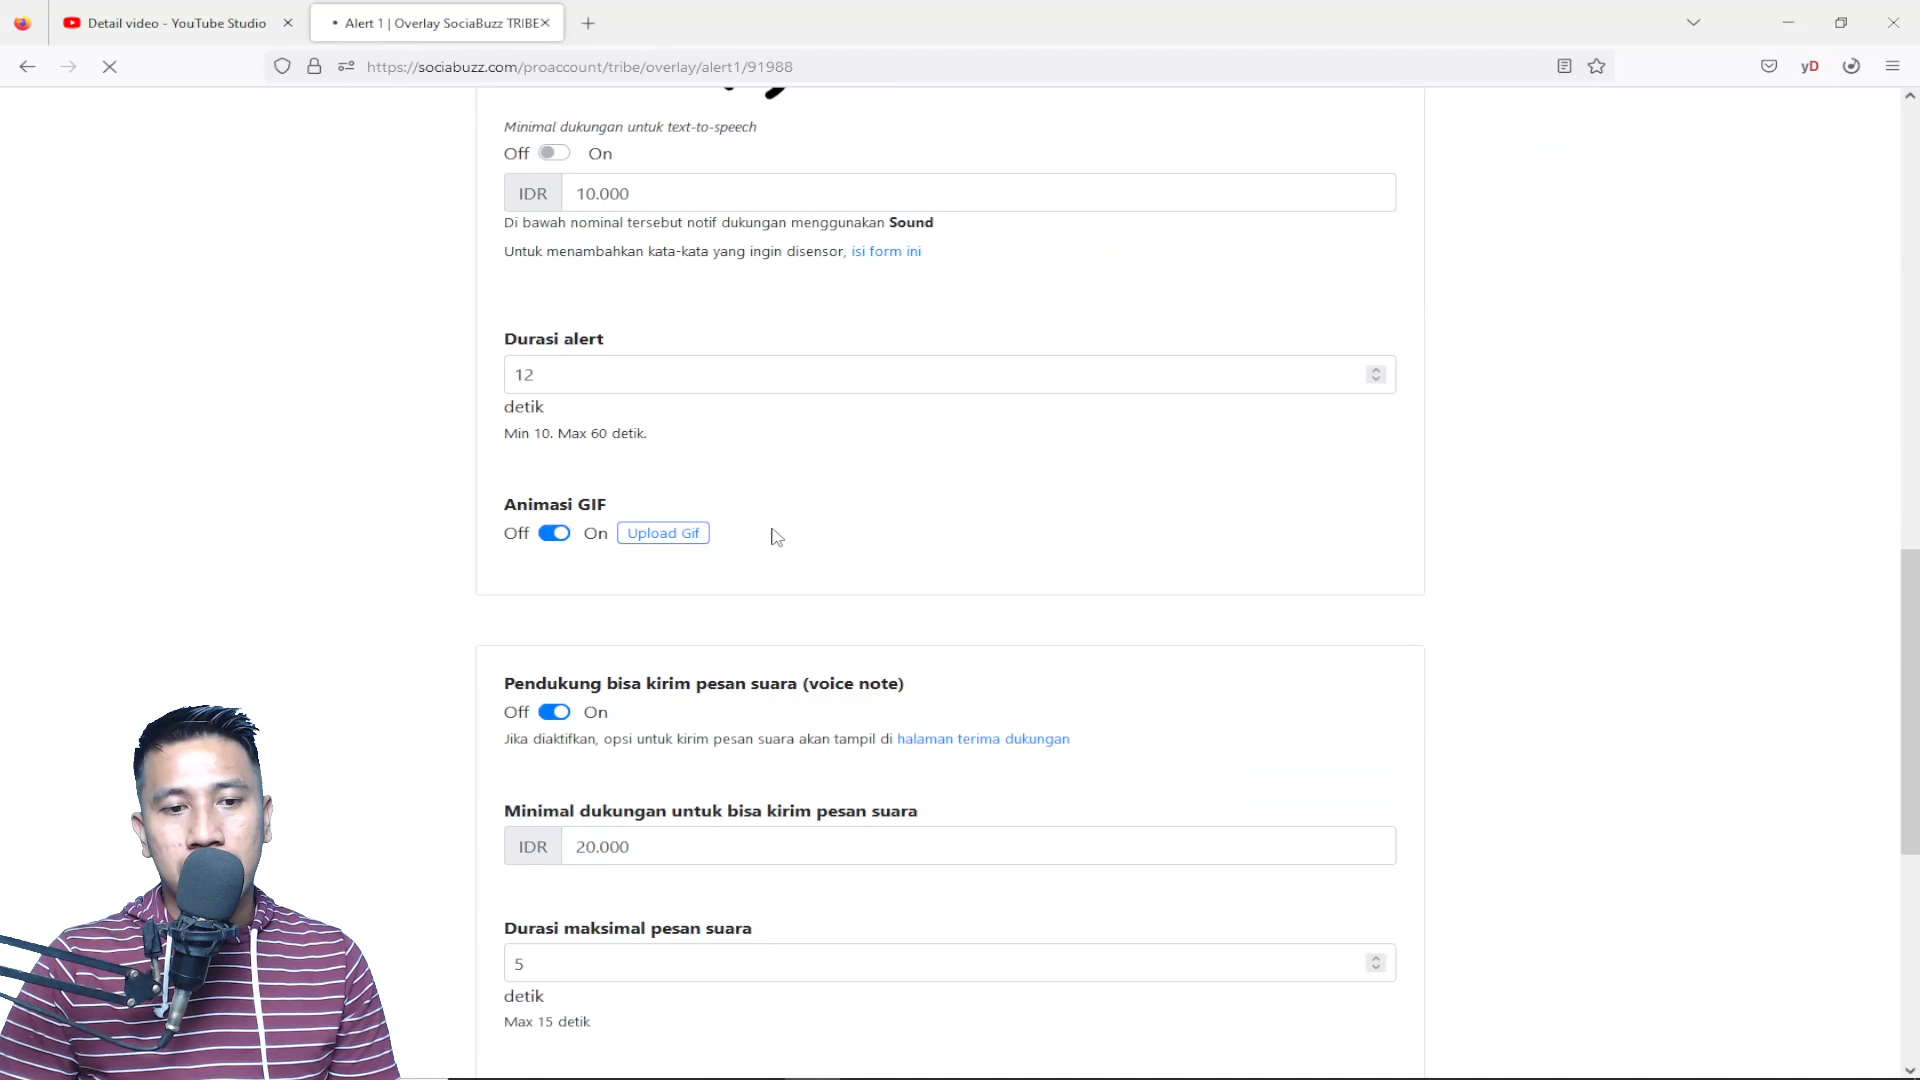 Detail video - YouTube Studio
Alert 1 | Overlay SociaBuzz TRIBE
https://sociabuzz.com/proaccount/tribe/overlay/alert1/91988
yD
Minimal dukungan untuk text-to-speech
Off On
IDR 10.000
Di bawah nominal tersebut notif dukungan menggunakan Sound
Untuk menambahkan kata-kata yang ingin disensor, isi form ini
Durasi alert
12
detik
Min 10. Max 60 detik.
Animasi GIF
Off On Upload Gif
Pendukung bisa kirim pesan suara (voice note)
Off On
Jika diaktifkan, opsi untuk kirim pesan suara akan tampil di halaman terima dukungan
Minimal dukungan untuk bisa kirim pesan suara
IDR 20.000
Durasi maksimal pesan suara
5
detik
Max 15 detik